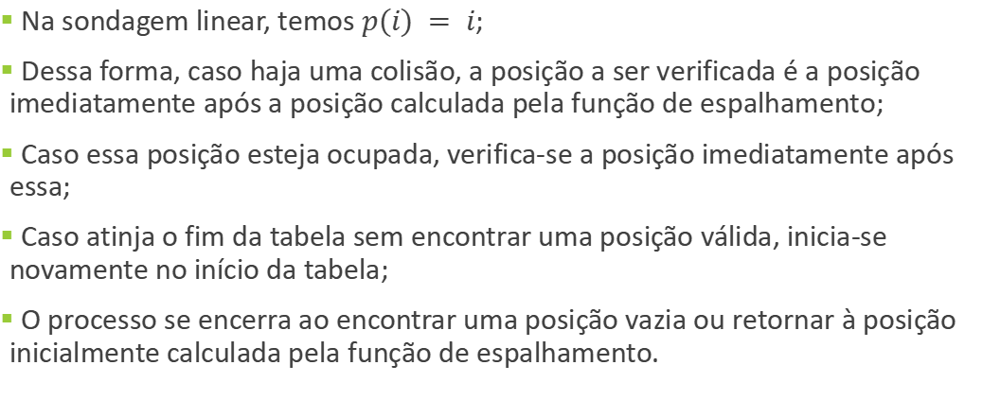 ▪ Na sondagem linear, temos p(i) = i;
▪ Dessa forma, caso haja uma colisão, a posição a ser verificada é a posição
imediatamente após a posição calculada pela função de espalhamento;
▪ Caso essa posição esteja ocupada, verifica-se a posição imediatamente após
essa;
▪ Caso atinja o fim da tabela sem encontrar uma posição válida, inicia-se
novamente no início da tabela;
▪ O processo se encerra ao encontrar uma posição vazia ou retornar à posição
inicialmente calculada pela função de espalhamento.